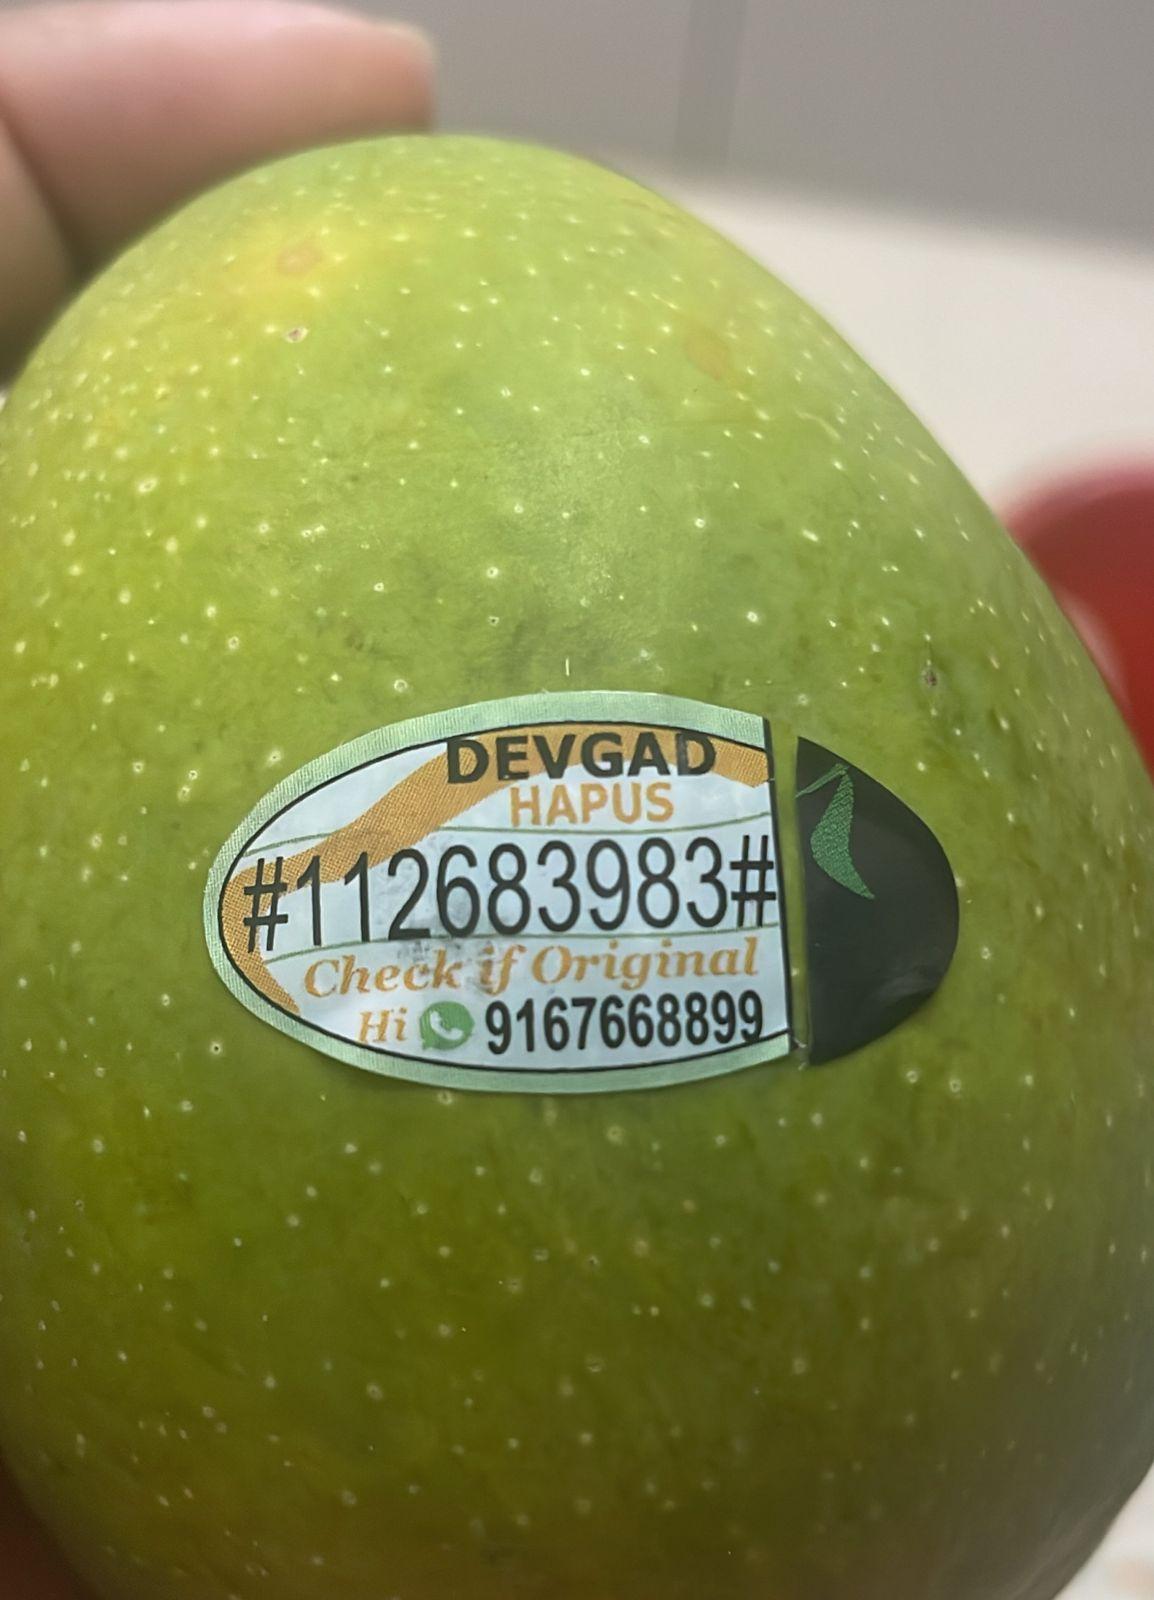 DEVGAD
HAPUS
#112683983#
Check if Original
Hi 9167668899